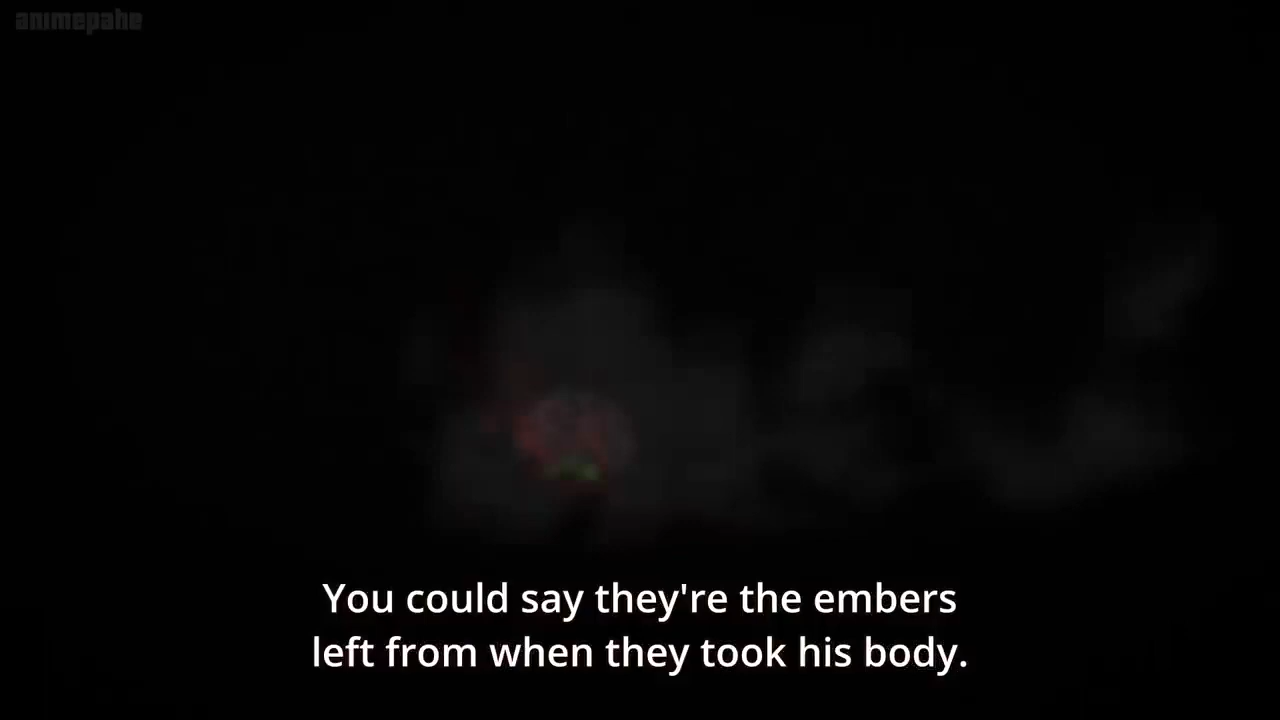 animepahe
You could say they're the embers
left from when they took his body.